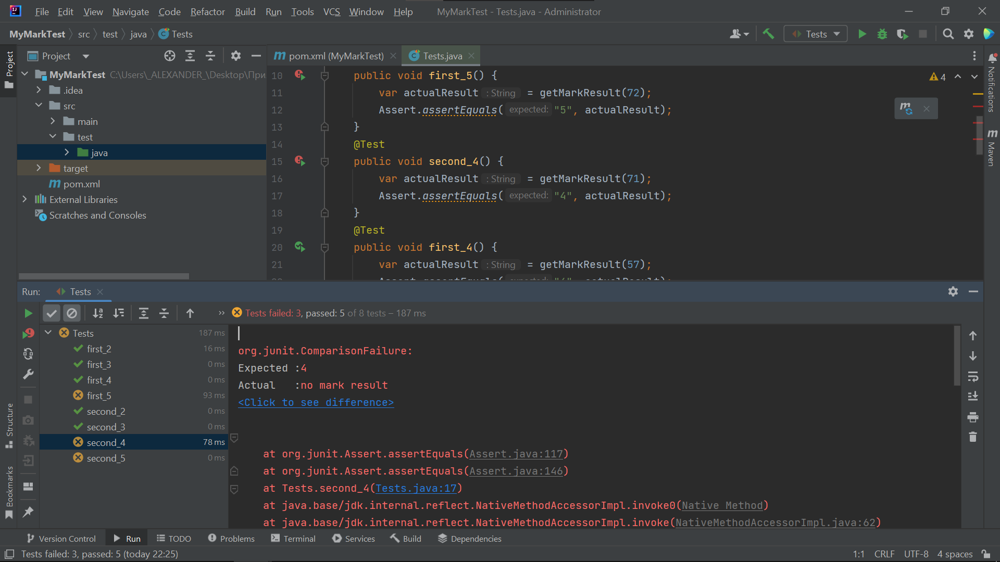 File Edit View Navigate Code Refactor Build Run Tools VCS Window Help MyMarkTest - Tests.java - Administrator
MyMarkTest src test java Tests
Tests
Project
Project
pom.xml (MyMarkTest)
Tests.java
MyMarkTest C:\Users\_ALEXANDER_\Desktop\При
.idea
src
main
test
java
target
pom.xml
External Libraries
Scratches and Consoles
10 public void first_5() {
11 var actualResult : String = getMarkResult(72);
12 Assert.assertEquals( expected: "5", actualResult);
13 }
14 @Test
15 public void second_4() {
16 var actualResult : String = getMarkResult(71);
17 Assert.assertEquals( expected: "4", actualResult);
18 }
19 @Test
20 public void first_4() {
21 var actualResult : String = getMarkResult(57);
4
Notifications
Maven
Run: Tests
Tests failed: 3, passed: 5 of 8 tests – 187 ms
Tests 187 ms
first_2 16 ms
first_3 0 ms
first_4 0 ms
first_5 93 ms
second_2 0 ms
second_3 0 ms
second_4 78 ms
second_5 0 ms
org.junit.ComparisonFailure:
Expected :4
Actual :no mark result
<Click to see difference>
at org.junit.Assert.assertEquals(Assert.java:117)
at org.junit.Assert.assertEquals(Assert.java:146)
at Tests.second_4(Tests.java:17)
at java.base/jdk.internal.reflect.NativeMethodAccessorImpl.invoke0(Native Method)
at java.base/jdk.internal.reflect.NativeMethodAccessorImpl.invoke(NativeMethodAccessorImpl.java:62)
Structure
Bookmarks
Version Control Run TODO Problems Terminal Services Build Dependencies
Tests failed: 3, passed: 5 (today 22:25)
1:1 CRLF UTF-8 4 spaces